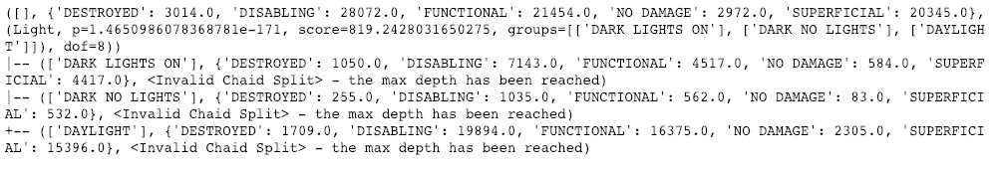 ([], {'DESTROYED': 3014.0, 'DISABLING': 28072.0, 'FUNCTIONAL': 21454.0, 'NO DAMAGE': 2972.0, 'SUPERFICIAL': 20345.0},
(Light, p=1.4650986078368781e-171, score=819.2428031650275, groups=[['DARK LIGHTS ON'], ['DARK NO LIGHTS'], ['DAYLIGH
T']]), dof=8))
|-- (['DARK LIGHTS ON'], {'DESTROYED': 1050.0, 'DISABLING': 7143.0, 'FUNCTIONAL': 4517.0, 'NO DAMAGE': 584.0, 'SUPERF
ICIAL': 4417.0}, <Invalid Chaid Split> - the max depth has been reached)
|-- (['DARK NO LIGHTS'], {'DESTROYED': 255.0, 'DISABLING': 1035.0, 'FUNCTIONAL': 562.0, 'NO DAMAGE': 83.0, 'SUPERFICI
AL': 532.0}, <Invalid Chaid Split> - the max depth has been reached)
+-- (['DAYLIGHT'], {'DESTROYED': 1709.0, 'DISABLING': 19894.0, 'FUNCTIONAL': 16375.0, 'NO DAMAGE': 2305.0, 'SUPERFICI
AL': 15396.0}, <Invalid Chaid Split> - the max depth has been reached)